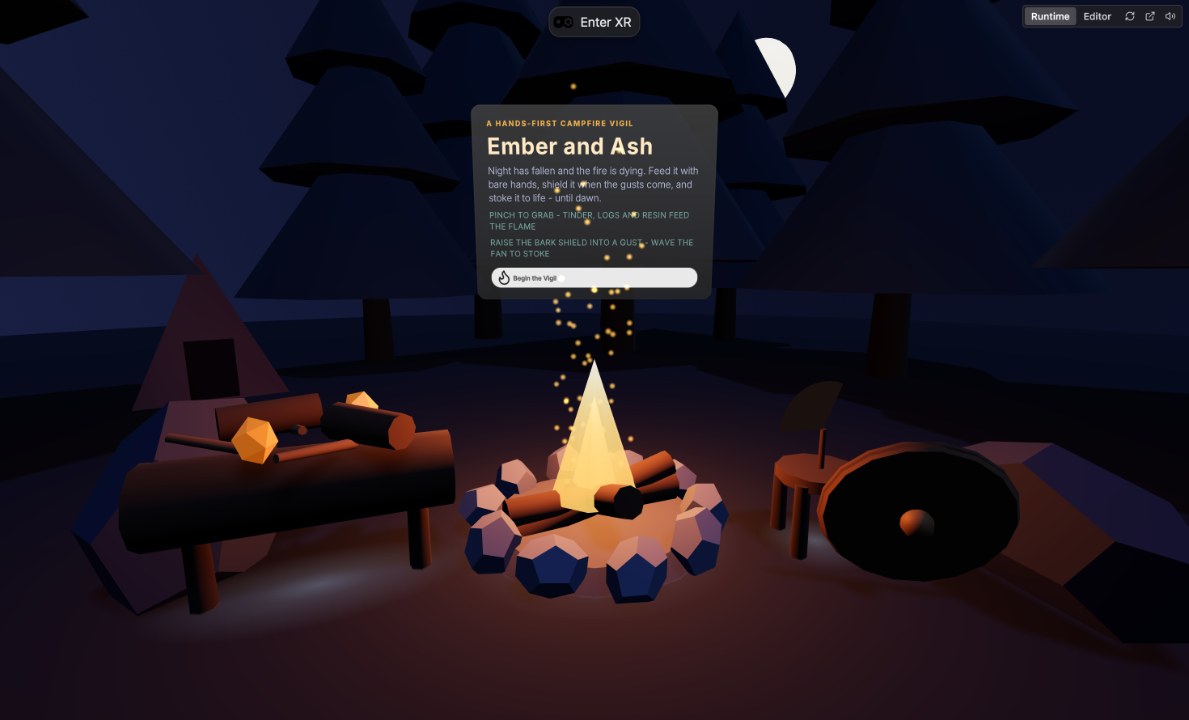 Enter XR
Runtime Editor
A HANDS-FIRST CAMPFIRE VIGIL
Ember and Ash
Night has fallen and the fire is dying. Feed it with
bare hands, shield it when the gusts come, and
stoke it to life - until dawn.
PINCH TO GRAB - TINDER, LOGS AND RESIN FEED
THE FLAME
RAISE THE BARK SHIELD INTO A GUST - WAVE THE
FAN TO STOKE
Begin the Vigil